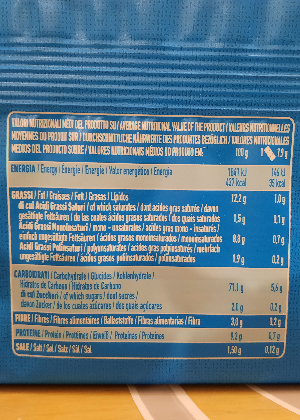 VALORI NUTRIZIONALI MEDI DEL PRODOTTO SU / AVERAGE NUTRITIONAL VALUE OF THE PRODUCT / VALEURS NUTRITIONNELLES
MOYENNES DU PRODUIT SUR / DURCHSCHNITTLICHE NÄHRWERTE DES PRODUKTES BEZÜGLICH / VALORES NUTRICIONALES
MEDIOS DEL PRODUCTO SOBRE / VALORES NUTRICIONAIS MÉDIOS DO PRODUTO EM: 100 g 1
ENERGIA / Energy / Énergie / Energie / Valor energético / Energia 1847 kJ 146 kJ
437 kcal 35 kcal
GRASSI / Fat / Graisses / Fett / Grasas / Lípidos 12,2 g 1,0 g
di cui Acidi Grassi Saturi / of which saturates / dont acides gras saturés / davon
gesättigte Fettsäuren / de los cuales ácidos grasos saturados / dos quais saturados 1,5 g 0,1 g
Acidi Grassi Monoinsaturi / mono-unsaturates / acides gras mono-insaturés /
einfach ungesättigte Fettsäuren / ácidos grasos monoinsaturados / monoinsaturados 8,8 g 0,7 g
Acidi Grassi Polinsaturi / polyunsaturates / acides gras polyinsaturés / mehrfach
ungesättigte Fettsäuren / ácidos grasos poliinsaturados / polinsaturados 1,9 g 0,2 g
CARBOIDRATI / Carbohydrate / Glucides / Kohlenhydrate /
Hidratos de Carbono / Hidratos de Carbono 71,1 g 5,6 g
di cui Zuccheri / of which sugars / dont sucres /
davon Zucker / de los cuales azúcares / dos quais açúcares 2,0 g 0,2 g
FIBRE / Fibres / Fibres alimentaires / Ballaststoffe / Fibras alimentarias / Fibra 3,0 g 0,2 g
PROTEINE / Protein / Protéines / Eiweiß / Proteínas / Proteínas 9,2 g 0,7 g
SALE / Salt / Sel / Salz / Sal / Sal 1,50 g 0,12 g